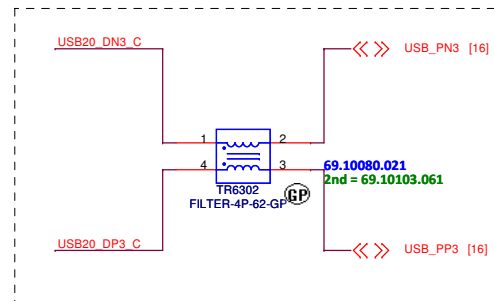 USB20_DN3_C
USB_PN3 [16]
1
2
4
3
69.10080.021
2nd = 69.10103.061
TR6302
FILTER-4P-62-GP
GP
USB20_DP3_C
USB_PP3 [16]